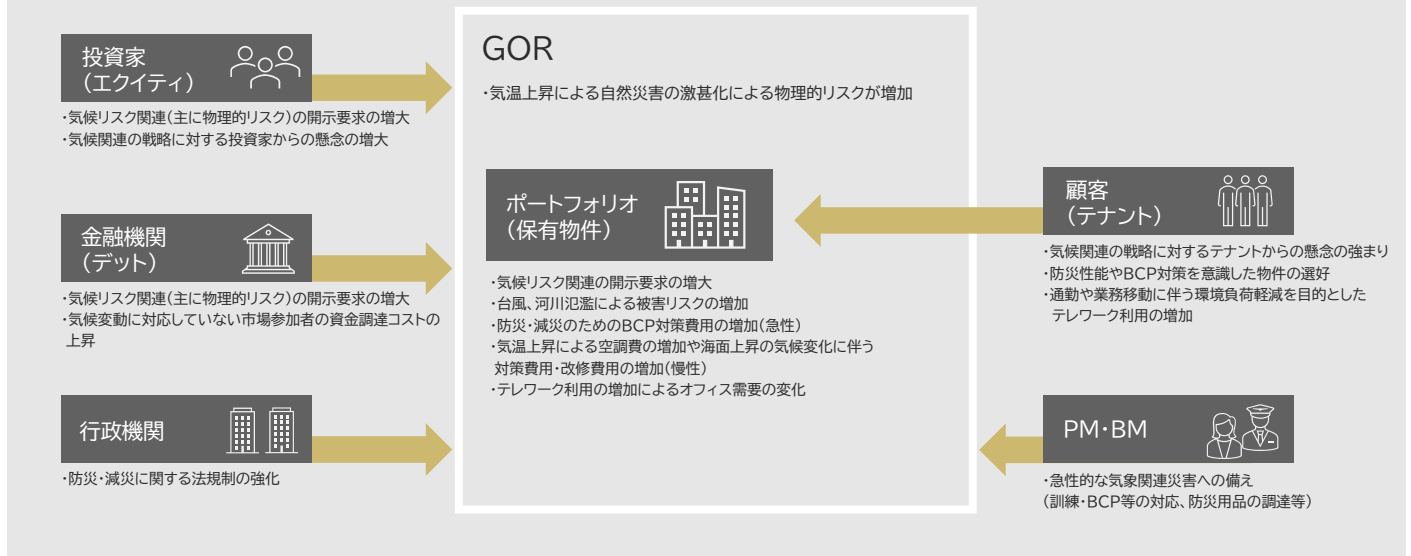 投資家
（エクイティ）
・気候リスク関連（主に物理的リスク）の開示要求の増大
・気候関連の戦略に対する投資家からの懸念の増大
金融機関
（デット）
・気候リスク関連（主に物理的リスク）の開示要求の増大
・気候変動に対応していない市場参加者の資金調達コストの
上昇
行政機関
・防災・減災に関する法規制の強化
GOR
・気温上昇による自然災害の激甚化による物理的リスクが増加
ポートフォリオ
（保有物件）
・気候リスク関連の開示要求の増大
・台風、河川氾濫による被害リスクの増加
・防災・減災のためのBCP対策費用の増加（急性）
・気温上昇による空調費の増加や海面上昇の気候変化に伴う
対策費用・改修費用の増加（慢性）
・テレワーク利用の増加によるオフィス需要の変化
顧客
（テナント）
・気候関連の戦略に対するテナントからの懸念の強まり
・防災性能やBCP対策を意識した物件の選好
・通勤や業務移動に伴う環境負荷軽減を目的とした
テレワーク利用の増加
PM・BM
・急性的な気象関連災害への備え
（訓練・BCP等の対応、防災用品の調達等）